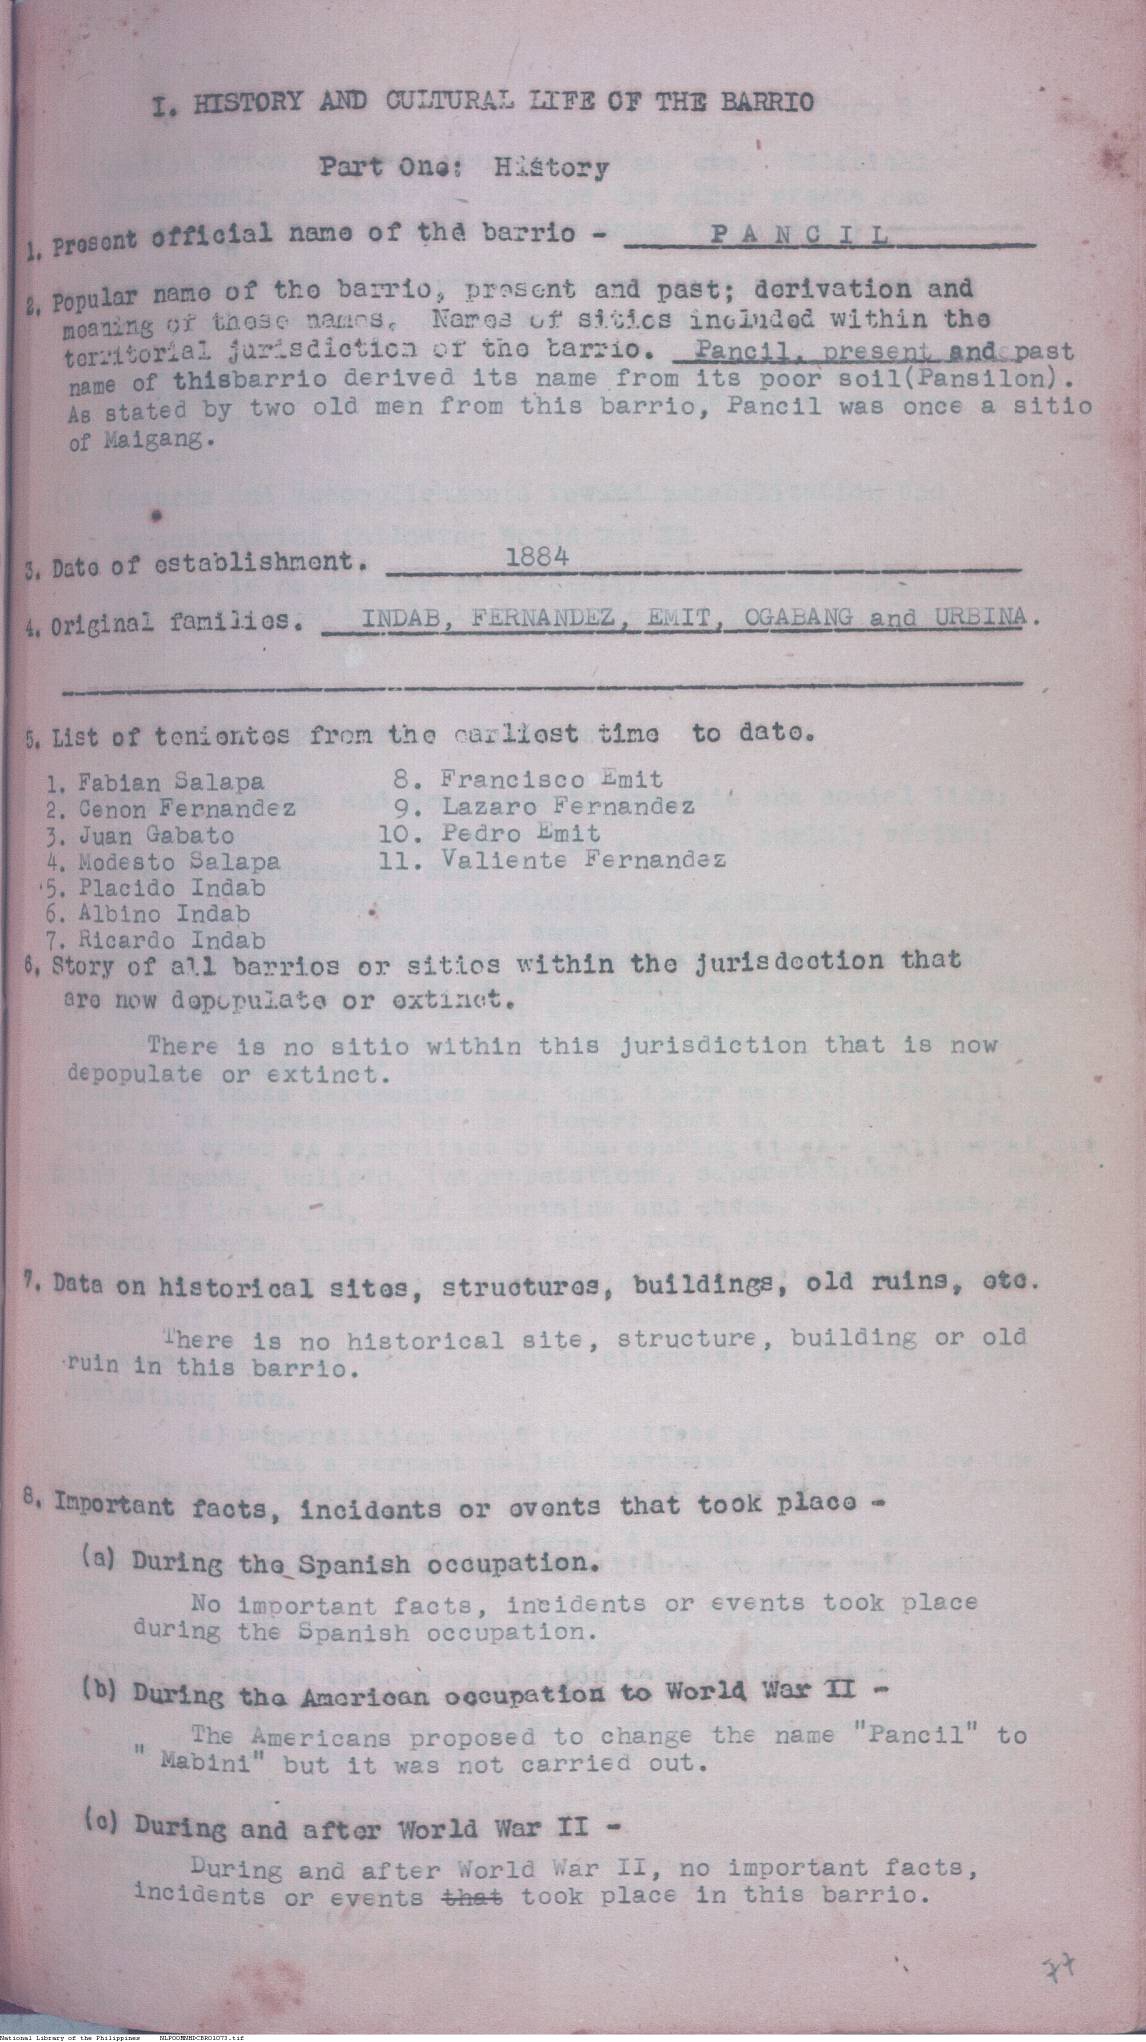 I. HISTORY AND CULTURAL LIFE OF THE BARRIO
Part One: History
1. Present official name of the barrio - P A N C I L
2. Popular name of the barrio, present and past; derivation and
meaning of these names. Names of sitios included within the
territorial jurisdiction of the barrio. Pancil, present and past
name of thisbarrio derived its name from its poor soil(Pansilon).
As stated by two old men from this barrio, Pancil was once a sitio
of Maigang.
3. Date of establishment. 1884
4. Original families. INDAB, FERNANDEZ, EMIT, OGABANG and URBINA.
5. List of tenientes from the earliest time to date.
1. Fabian Salapa 8. Francisco Emit
2. Cenon Fernandez 9. Lazaro Fernandez
3. Juan Gabato 10. Pedro Emit
4. Modesto Salapa 11. Valiente Fernandez
5. Placido Indab
6. Albino Indab
7. Ricardo Indab
6. Story of all barrios or sitios within the jurisdection that
are now depopulate or extinct.
There is no sitio within this jurisdiction that is now
depopulate or extinct.
7. Data on historical sites, structures, buildings, old ruins, etc.
There is no historical site, structure, building or old
ruin in this barrio.
8. Important facts, incidents or events that took place -
(a) During the Spanish occupation.
No important facts, incidents or events took place
during the Spanish occupation.
(b) During the American occupation to World War II -
The Americans proposed to change the name "Pancil" to
" Mabini" but it was not carried out.
(c) During and after World War II -
During and after World War II, no important facts,
incidents or events that took place in this barrio.
77
National Library of the Philippines NLPOOMNHDCBRO1073.tif